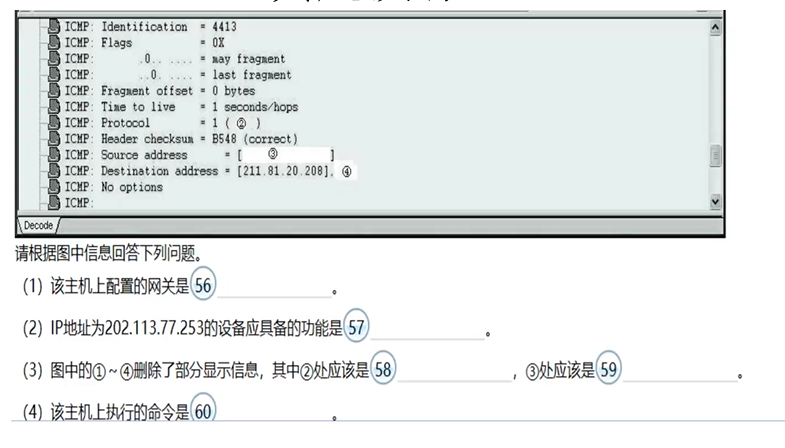 ICMP: Identification = 4413
ICMP: Flags = 0X
ICMP: .0.. .... = may fragment
ICMP: ..0. .... = last fragment
ICMP: Fragment offset = 0 bytes
ICMP: Time to live = 1 seconds/hops
ICMP: Protocol = 1 ( ② )
ICMP: Header checksum = B548 (correct)
ICMP: Source address = [ ③ ]
ICMP: Destination address = [211.81.20.208], ④
ICMP: No options
ICMP:
Decode
请根据图中信息回答下列问题。
(1) 该主机上配置的网关是 56 ________。
(2) IP地址为202.113.77.253的设备应具备的功能是 57 ________。
(3) 图中的①~④删除了部分显示信息，其中②处应该是 58 ________，③处应该是 59 ________。
(4) 该主机上执行的命令是 60 ________。